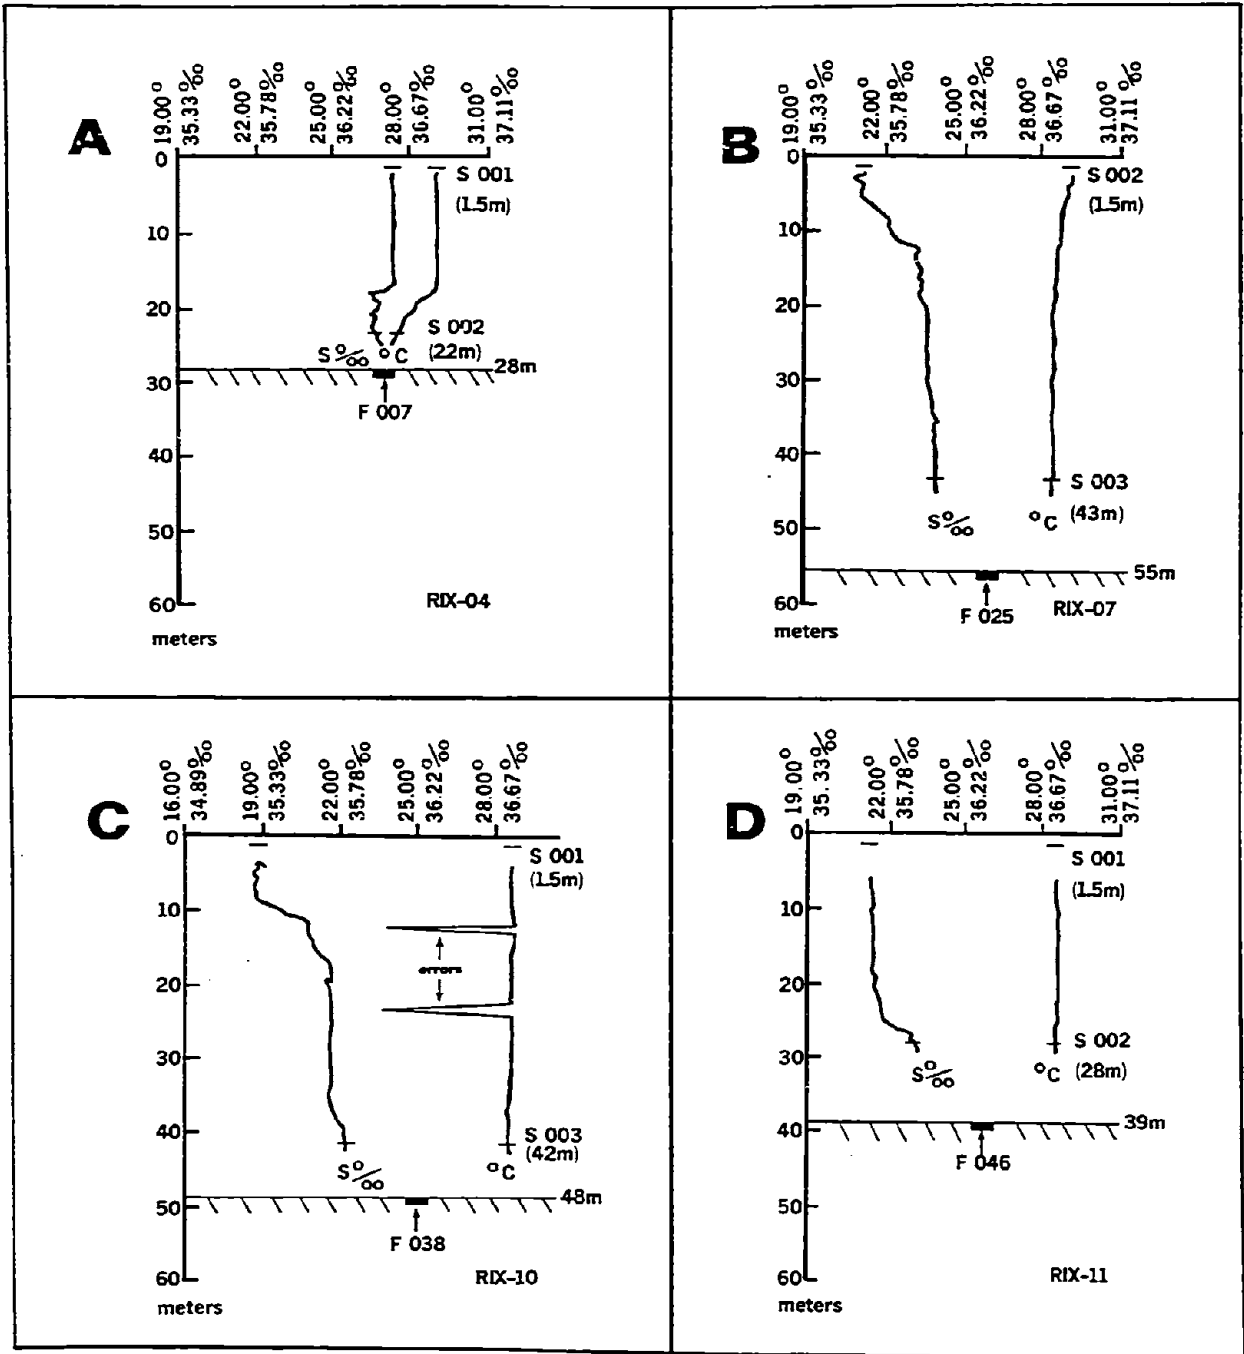 A
19.00°
35.33‰
22.00°
35.78‰
25.00°
36.22‰
28.00°
36.67‰
31.00°
37.11‰
0
10
20
30
40
50
60
meters
S 001
(1.5m)
S 002
(22m)
S‰
°C
28m
F 007
RIX-04
B
19.00°
35.33‰
22.00°
35.78‰
25.00°
36.22‰
28.00°
36.67‰
31.00°
37.11‰
0
10
20
30
40
50
60
meters
S 002
(1.5m)
S 003
(43m)
S‰
°C
55m
F 025
RIX-07
C
16.00°
34.89‰
19.00°
35.33‰
22.00°
35.78‰
25.00°
36.22‰
28.00°
36.67‰
0
10
20
30
40
50
60
meters
S 001
(1.5m)
errors
S 003
(42m)
S‰
°C
48m
F 038
RIX-10
D
19.00°
35.33‰
22.00°
35.78‰
25.00°
36.22‰
28.00°
36.67‰
31.00°
37.11‰
0
10
20
30
40
50
60
meters
S 001
(1.5m)
S 002
(28m)
S‰
°C
39m
F 046
RIX-11